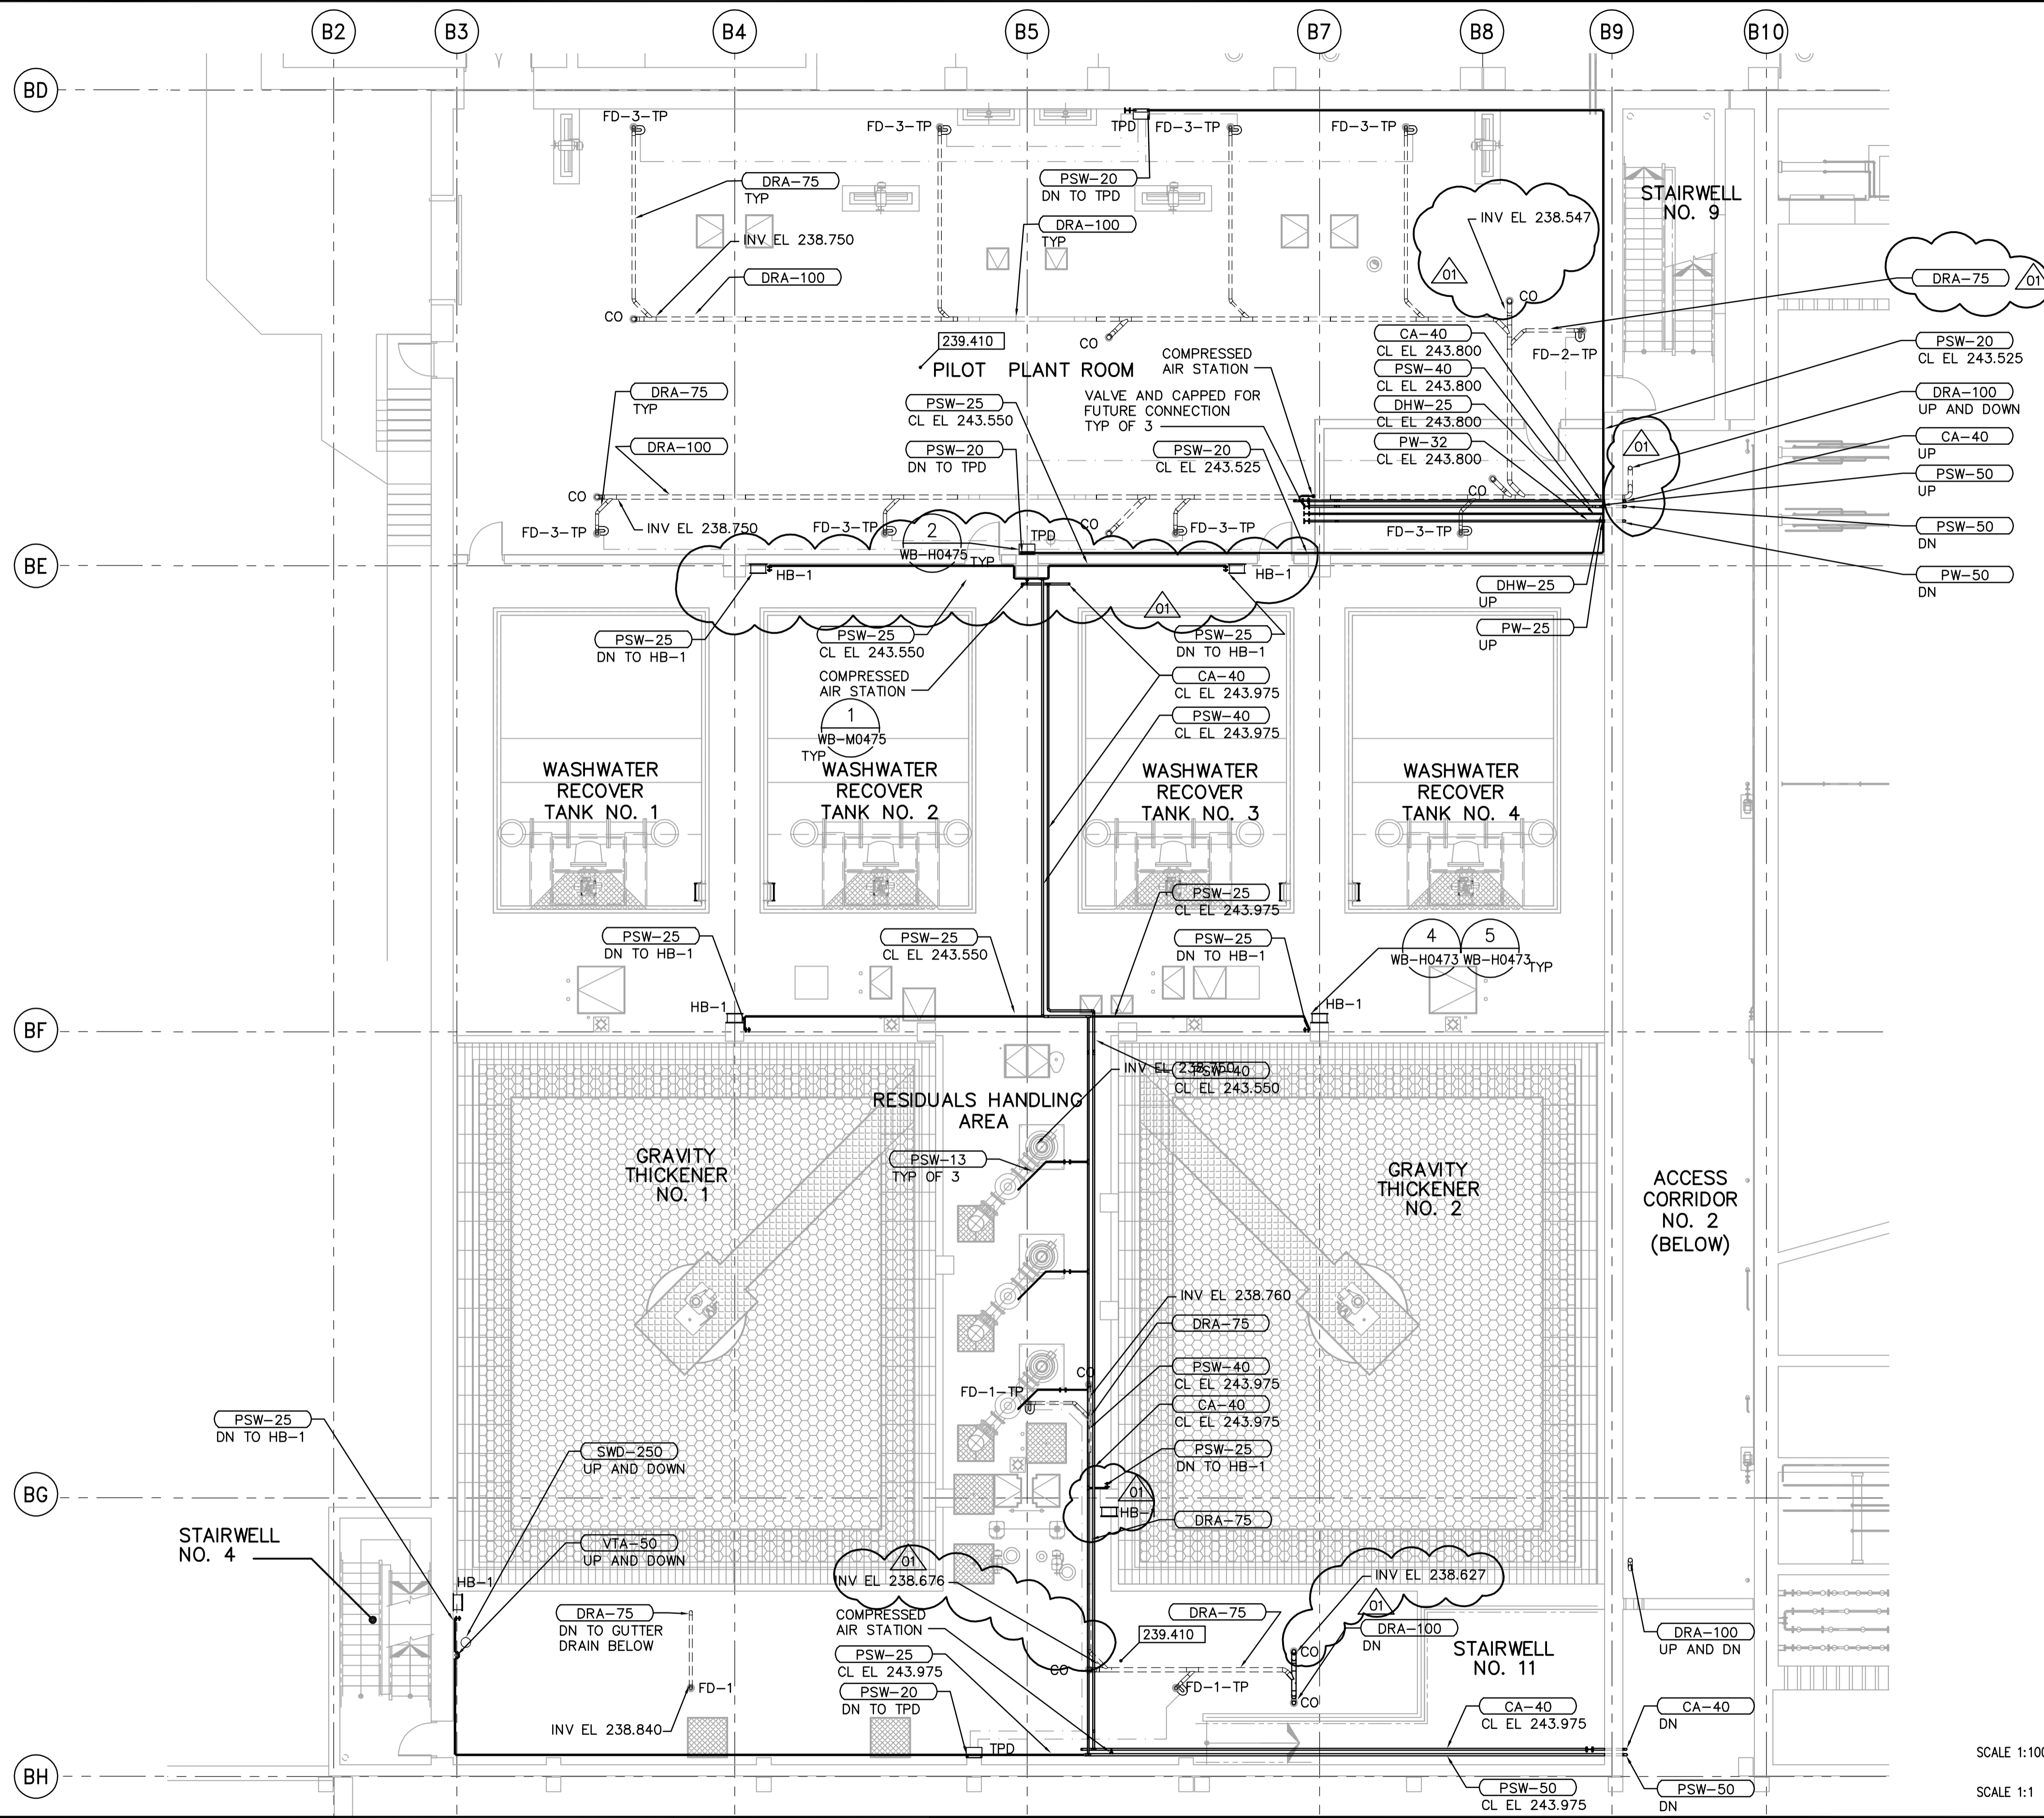 B2
B3
B4
B5
B7
B8
B9
B10
BD
FD-3-TP
FD-3-TP
TPD
FD-3-TP
FD-3-TP
DRA-75
TYP
PSW-20
DN TO TPD
INV EL 238.547
STAIRWELL
NO. 9
DRA-100
TYP
INV EL 238.750
DRA-100
01
DRA-75
01
CO
CO
239.410
CO
CA-40
CL EL 243.800
PSW-20
CL EL 243.525
FD-2-TP
PILOT PLANT ROOM
COMPRESSED
AIR STATION
PSW-40
CL EL 243.800
DRA-75
TYP
PSW-25
CL EL 243.550
VALVE AND CAPPED FOR
FUTURE CONNECTION
TYP OF 3
DHW-25
CL EL 243.800
DRA-100
UP AND DOWN
DRA-100
PSW-20
DN TO TPD
PSW-20
CL EL 243.525
PW-32
CL EL 243.800
01
CA-40
UP
PSW-50
UP
CO
CO
INV EL 238.750
FD-3-TP
FD-3-TP
CO
FD-3-TP
FD-3-TP
PSW-50
DN
2
WB-H0475
TYP
TPD
BE
HB-1
HB-1
PW-50
DN
DHW-25
UP
01
PSW-25
DN TO HB-1
PSW-25
CL EL 243.550
PSW-25
DN TO HB-1
PW-25
UP
COMPRESSED
AIR STATION
CA-40
CL EL 243.975
1
WB-M0475
TYP
PSW-40
CL EL 243.975
WASHWATER
RECOVER
TANK NO. 1
WASHWATER
RECOVER
TANK NO. 2
WASHWATER
RECOVER
TANK NO. 3
WASHWATER
RECOVER
TANK NO. 4
PSW-25
CL EL 243.975
PSW-25
DN TO HB-1
PSW-25
CL EL 243.550
PSW-25
DN TO HB-1
4
WB-H0473
5
WB-H0473
TYP
HB-1
HB-1
BF
INV EL 238.750
PSW-40
CL EL 243.550
RESIDUALS HANDLING
AREA
GRAVITY
THICKENER
NO. 1
PSW-13
TYP OF 3
GRAVITY
THICKENER
NO. 2
ACCESS
CORRIDOR
NO. 2
(BELOW)
INV EL 238.760
DRA-75
CO
PSW-40
CL EL 243.975
FD-1-TP
CA-40
CL EL 243.975
PSW-25
DN TO HB-1
SWD-250
UP AND DOWN
PSW-25
DN TO HB-1
BG
01
HB-
DRA-75
STAIRWELL
NO. 4
VTA-50
UP AND DOWN
01
INV EL 238.676
INV EL 238.627
HB-1
01
DRA-75
DN TO GUTTER
DRAIN BELOW
COMPRESSED
AIR STATION
DRA-75
DRA-100
DN
239.410
STAIRWELL
NO. 11
DRA-100
UP AND DN
PSW-25
CL EL 243.975
CO
CO
PSW-20
DN TO TPD
FD-1
FD-1-TP
CO
INV EL 238.840
CA-40
CL EL 243.975
CA-40
DN
TPD
BH
PSW-50
CL EL 243.975
PSW-50
DN
SCALE 1:100
SCALE 1:1